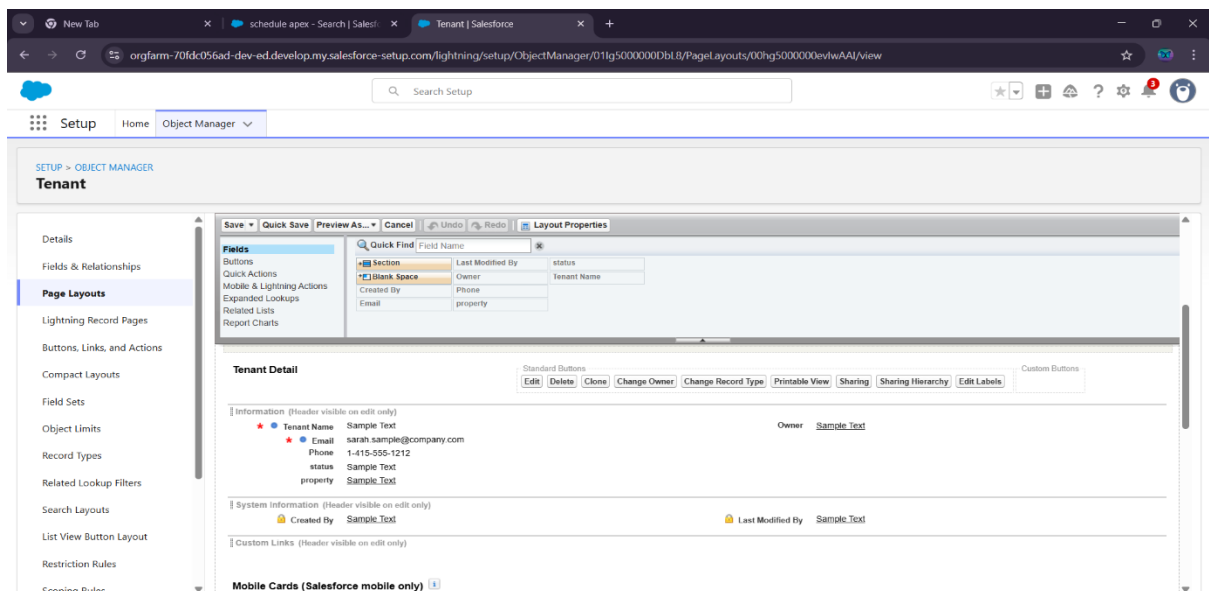 New Tab
schedule apex - Search | Salesfo
Tenant | Salesforce
orgfarm-70fdc056ad-dev-ed.develop.my.salesforce-setup.com/lightning/setup/ObjectManager/01Ig5000000DbL8/PageLayouts/00hg5000000evlwAAI/view
Search Setup
3
Setup Home Object Manager
SETUP > OBJECT MANAGER
Tenant
Details
Fields & Relationships
Page Layouts
Lightning Record Pages
Buttons, Links, and Actions
Compact Layouts
Field Sets
Object Limits
Record Types
Related Lookup Filters
Search Layouts
List View Button Layout
Restriction Rules
Scoping Rules
Save Quick Save Preview As... Cancel Undo Redo Layout Properties
Fields
Buttons
Quick Actions
Mobile & Lightning Actions
Expanded Lookups
Related Lists
Report Charts
Quick Find Field Name
Section Last Modified By status
Blank Space Owner Tenant Name
Created By Phone
Email property
Tenant Detail
Standard Buttons
Edit Delete Clone Change Owner Change Record Type Printable View Sharing Sharing Hierarchy Edit Labels
Custom Buttons
Information (Header visible on edit only)
★ Tenant Name Sample Text Owner Sample Text
★ Email sarah.sample@company.com
Phone 1-415-555-1212
status Sample Text
property Sample Text
System Information (Header visible on edit only)
Created By Sample Text Last Modified By Sample Text
Custom Links (Header visible on edit only)
Mobile Cards (Salesforce mobile only) i